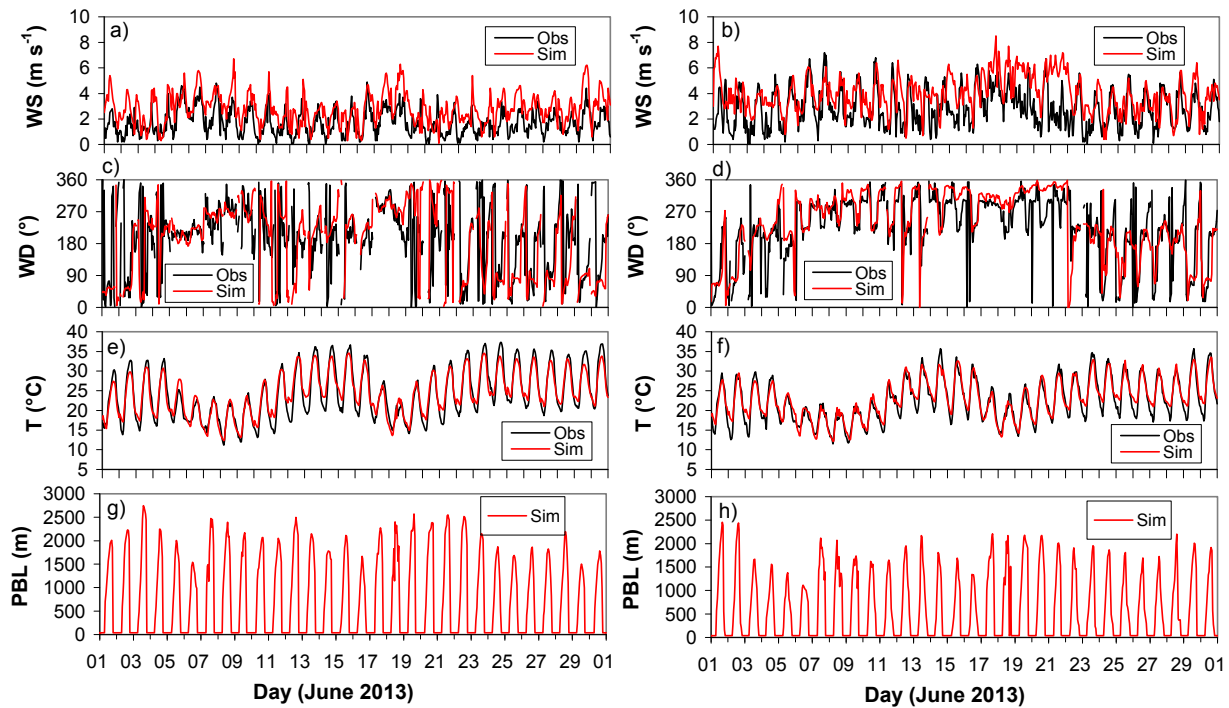 a)
WS (m s-1)
10
8
6
4
2
0
Obs
Sim
b)
WS (m s-1)
10
8
6
4
2
0
Obs
Sim
c)
WD (°)
360
270
180
90
0
Obs
Sim
d)
WD (°)
360
270
180
90
0
Obs
Sim
e)
T (°C)
40
35
30
25
20
15
10
5
Obs
Sim
f)
T (°C)
40
35
30
25
20
15
10
5
Obs
Sim
g)
PBL (m)
3000
2500
2000
1500
1000
500
0
Sim
01 03 05 07 09 11 13 15 17 19 21 23 25 27 29 01
Day (June 2013)
h)
PBL (m)
3000
2500
2000
1500
1000
500
0
Sim
01 03 05 07 09 11 13 15 17 19 21 23 25 27 29 01
Day (June 2013)